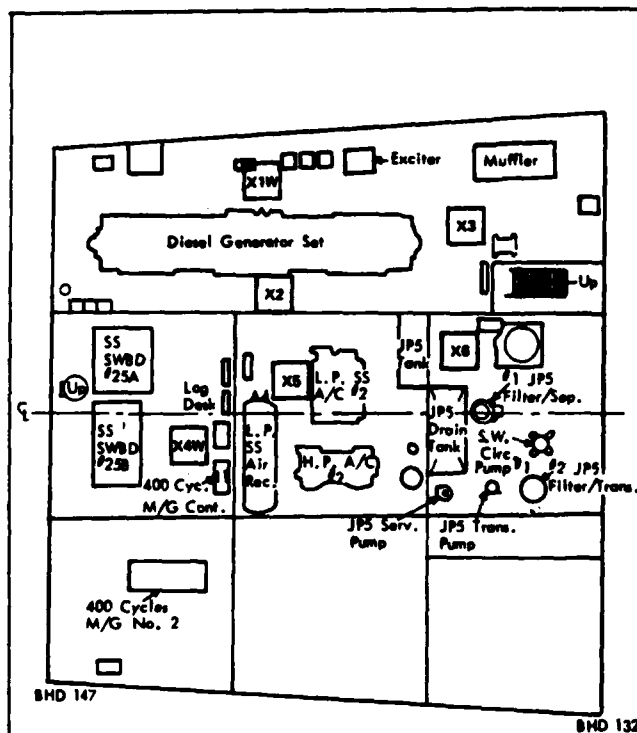 X1W
Exciter
Muffler
X3
Diesel Generator Set
Up
X2
SS
SWBD
#25A
Up
Log
Desk
X5
L.P. SS
A/C #2
JP5
Tank
X6
#1 JP5
Filter/Sep.
℄
SS
SWBD
#25B
X4W
L.P.
SS
Air
Rec.
H.P. A/C
#2
JP5
Drain
Tank
S.W.
Circ.
Pump #1
#2 JP5
Filter/Trans.
400 Cyc.
M/G Cont.
JP5 Serv.
Pump
JP5 Trans.
Pump
400 Cycles
M/G No. 2
BHD 147
BHD 132